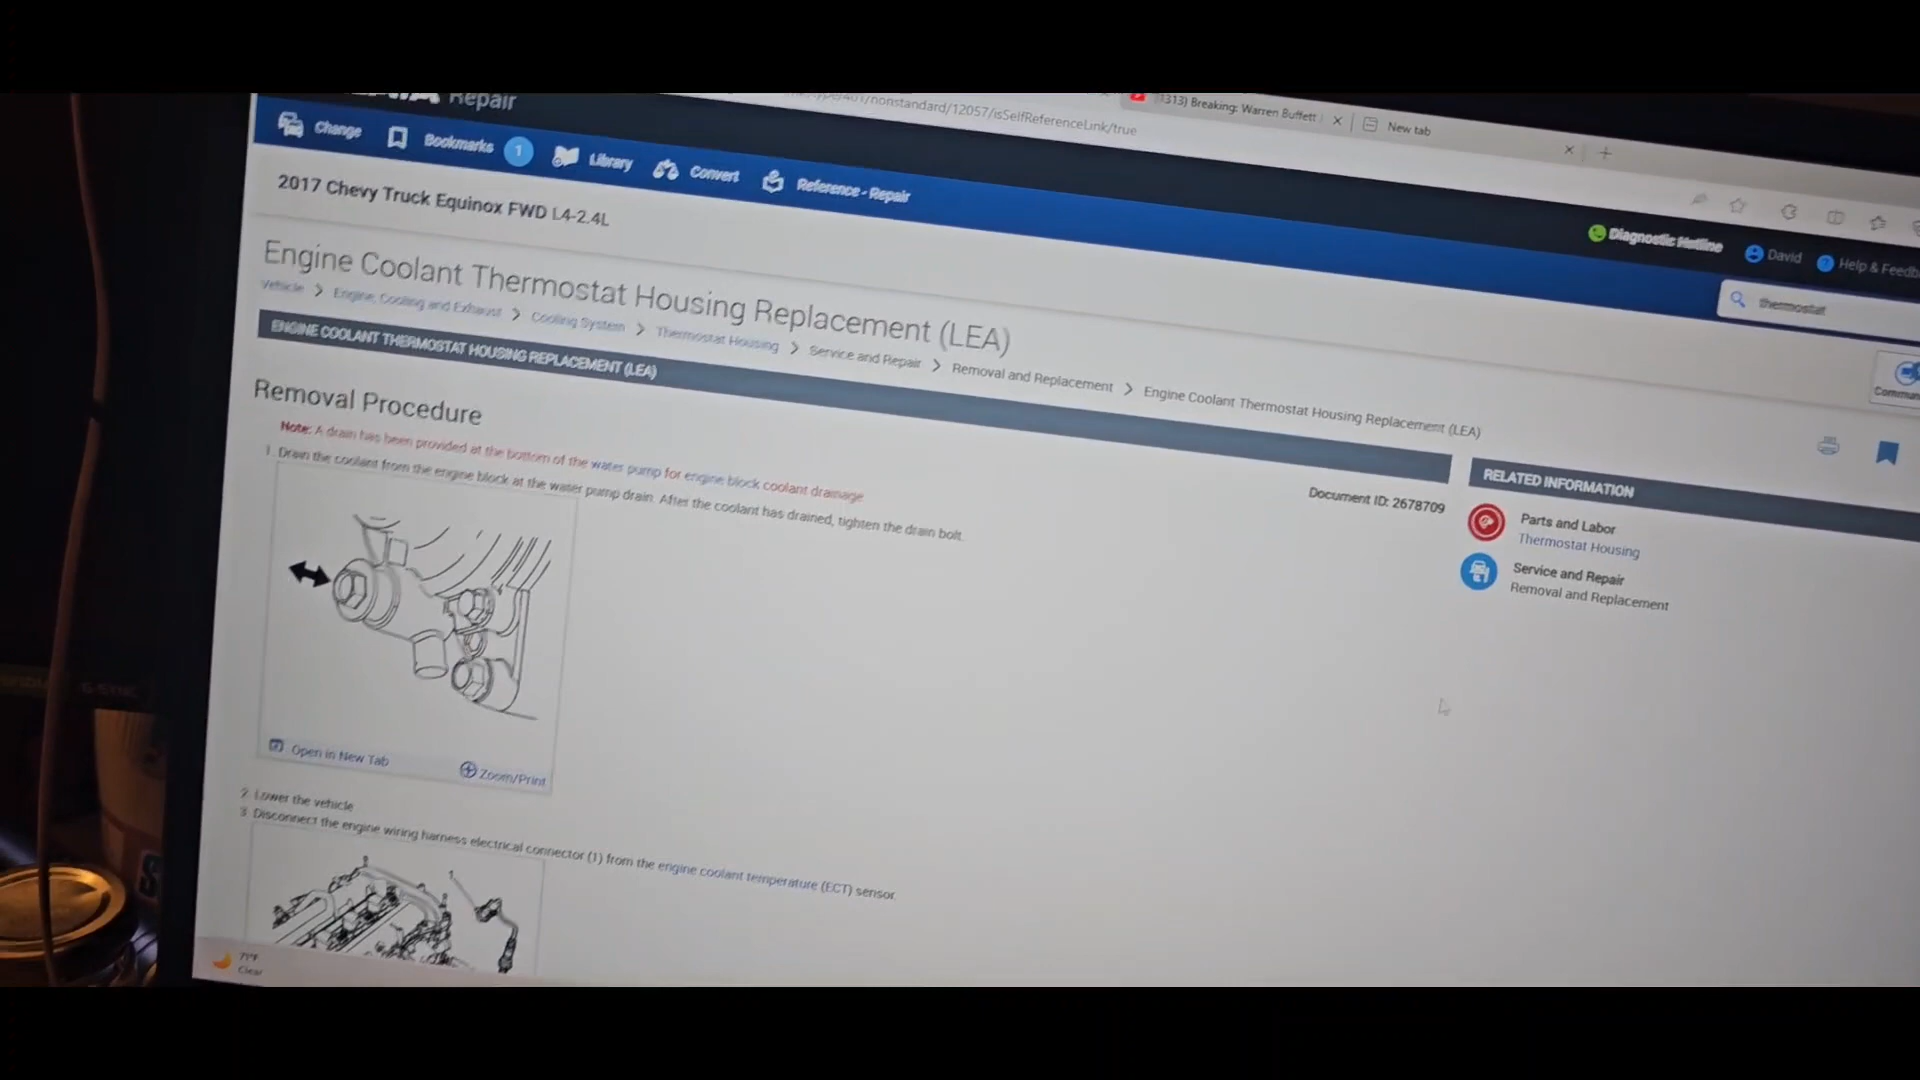 Repair
/nonstandard/12057/isSelfReferenceLink/true
1313) Breaking: Warren Buffett
New tab
Change
Bookmarks
1
Library
Convert
Reference - Repair
Diagnostic Hotline
David
Help & Feedb
2017 Chevy Truck Equinox FWD L4-2.4L
thermostat
Engine Coolant Thermostat Housing Replacement (LEA)
Vehicle > Engine, Cooling and Exhaust > Cooling System > Thermostat Housing > Service and Repair > Removal and Replacement > Engine Coolant Thermostat Housing Replacement (LEA)
Commun
ENGINE COOLANT THERMOSTAT HOUSING REPLACEMENT (LEA)
RELATED INFORMATION
Removal Procedure
Document ID: 2678709
Parts and Labor
Thermostat Housing
Service and Repair
Removal and Replacement
Note: A drain has been provided at the bottom of the water pump for engine block coolant drainage
1. Drain the coolant from the engine block at the water pump drain. After the coolant has drained, tighten the drain bolt.
Open in New Tab
Zoom/Print
2. Lower the vehicle
3. Disconnect the engine wiring harness electrical connector (1) from the engine coolant temperature (ECT) sensor.
1
71°F
Clear